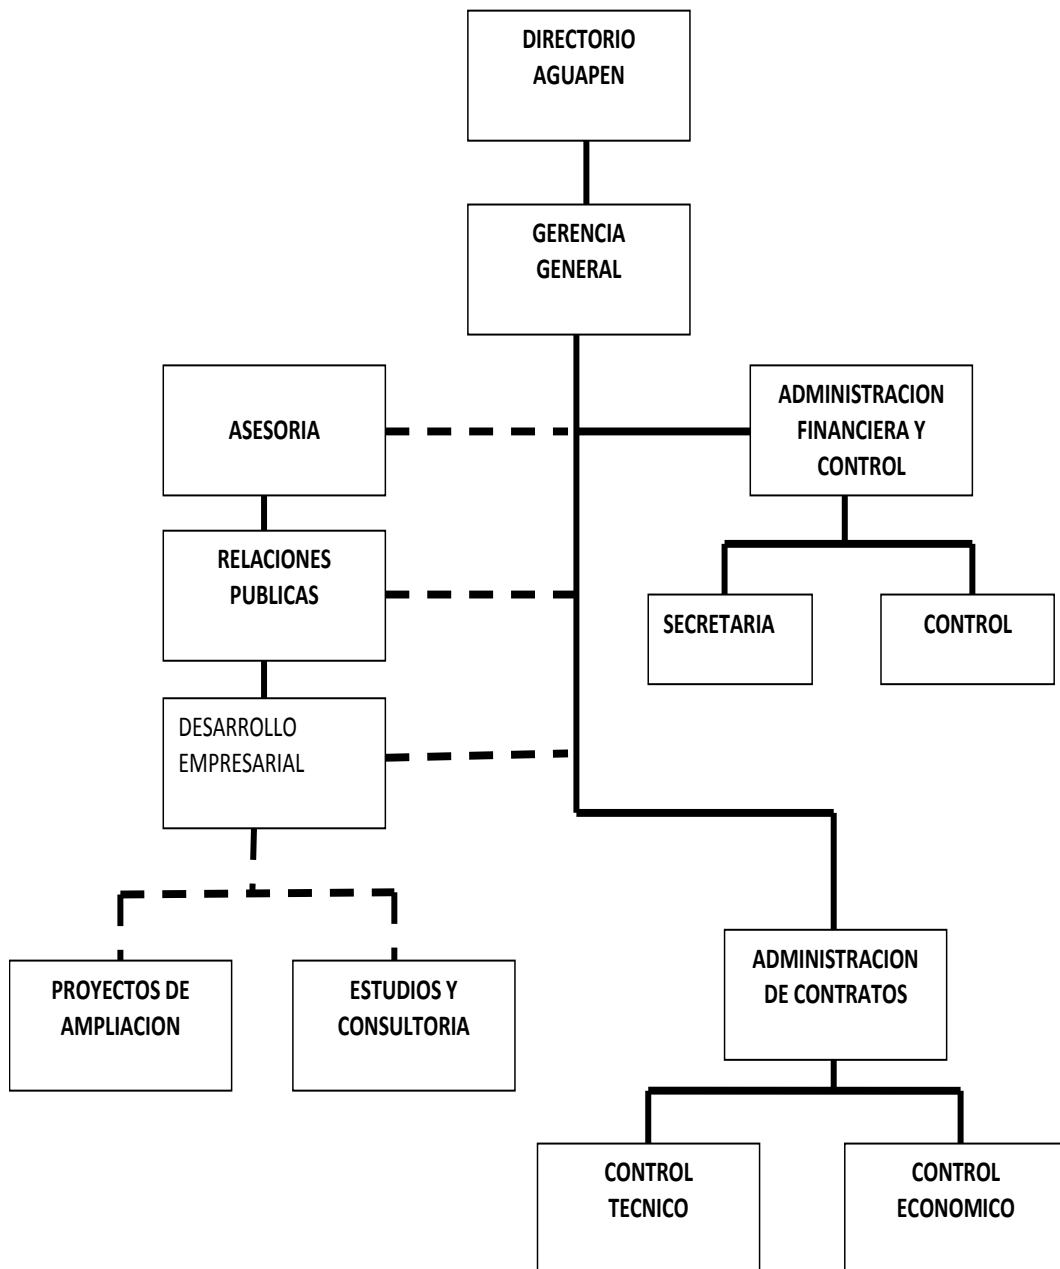 DIRECTORIO
AGUAPEN
GERENCIA
GENERAL
ASESORIA
ADMINISTRACION
FINANCIERA Y
CONTROL
RELACIONES
PUBLICAS
SECRETARIA
CONTROL
DESARROLLO
EMPRESARIAL
PROYECTOS DE
AMPLIACION
ESTUDIOS Y
CONSULTORIA
ADMINISTRACION
DE CONTRATOS
CONTROL
TECNICO
CONTROL
ECONOMICO